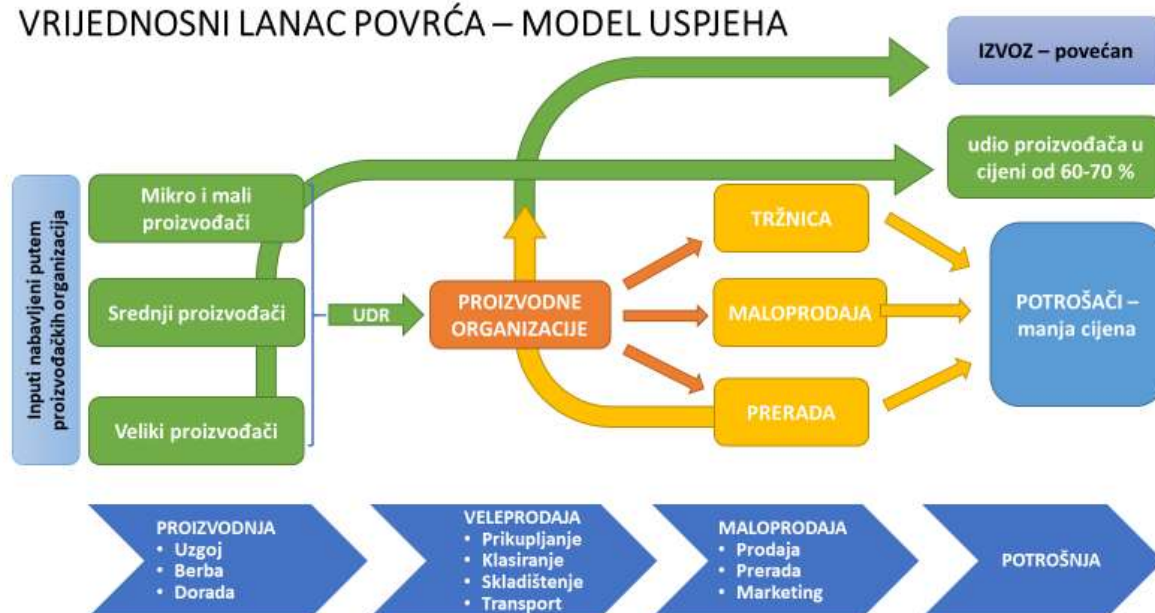 VRIJEDNOSNI LANAC POVRĆA – MODEL USPJEHA
IZVOZ – povećan
udio proizvođača u
cijeni od 60-70 %
Inputi nabavljeni putem
proizvođačkih organizacija
Mikro i mali
proizvođači
Srednji proizvođači
Veliki proizvođači
UDR
PROIZVODNE
ORGANIZACIJE
TRŽNICA
MALOPRODAJA
PRERADA
POTROŠAČI –
manja cijena
PROIZVODNJA
• Uzgoj
• Berba
• Dorada
VELEPRODAJA
• Prikupljanje
• Klasiranje
• Skladištenje
• Transport
MALOPRODAJA
• Prodaja
• Prerada
• Marketing
POTROŠNJA